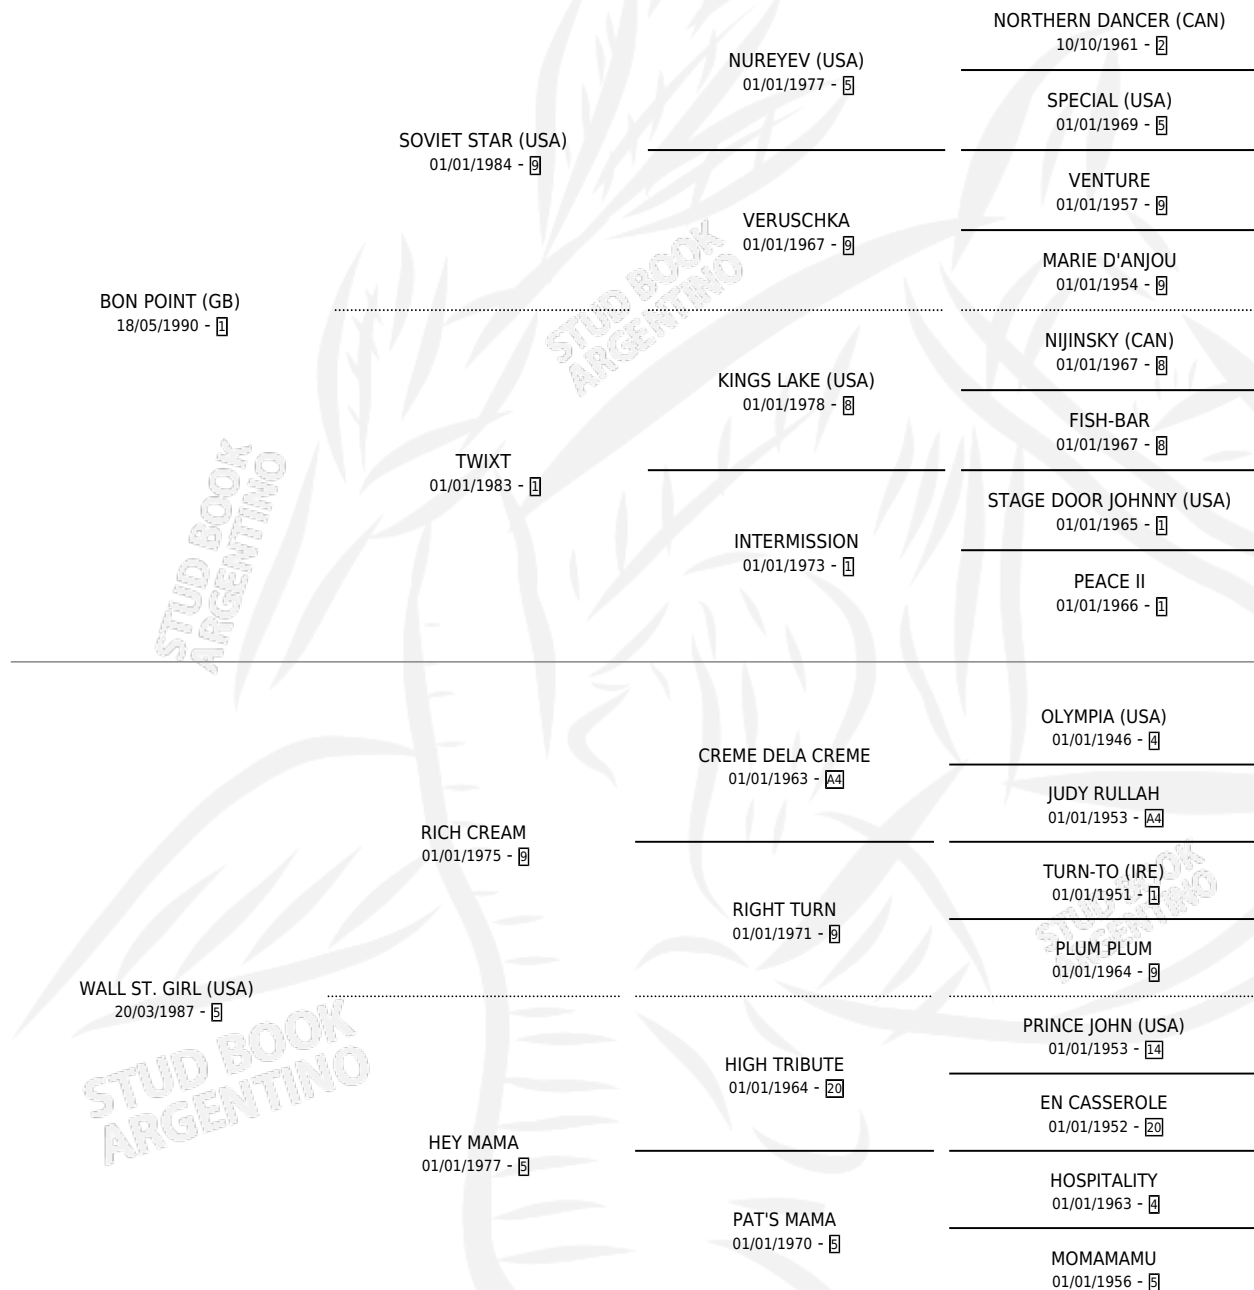 NORTHERN DANCER (CAN)
10/10/1961 - 2
NUREYEV (USA)
01/01/1977 - 5
SPECIAL (USA)
01/01/1969 - 5
SOVIET STAR (USA)
01/01/1984 - 9
VENTURE
01/01/1957 - 9
VERUSCHKA
01/01/1967 - 9
MARIE D'ANJOU
01/01/1954 - 9
BON POINT (GB)
18/05/1990 - 1
NIJINSKY (CAN)
01/01/1967 - 8
KINGS LAKE (USA)
01/01/1978 - 8
FISH-BAR
01/01/1967 - 8
TWIXT
01/01/1983 - 1
STAGE DOOR JOHNNY (USA)
01/01/1965 - 1
INTERMISSION
01/01/1973 - 1
PEACE II
01/01/1966 - 1
OLYMPIA (USA)
01/01/1946 - 4
CREME DELA CREME
01/01/1963 - A4
JUDY RULLAH
01/01/1953 - A4
RICH CREAM
01/01/1975 - 9
TURN-TO (IRE)
01/01/1951 - 1
RIGHT TURN
01/01/1971 - 9
PLUM PLUM
01/01/1964 - 9
WALL ST. GIRL (USA)
20/03/1987 - 5
PRINCE JOHN (USA)
01/01/1953 - 14
HIGH TRIBUTE
01/01/1964 - 20
EN CASSEROLE
01/01/1952 - 20
HEY MAMA
01/01/1977 - 5
HOSPITALITY
01/01/1963 - 4
PAT'S MAMA
01/01/1970 - 5
MOMAMAMU
01/01/1956 - 5
STUD BOOK
ARGENTINO
STUD BOOK
ARGENTINO
STUD BOOK
ARGENTINO
STUD BOOK
ARGENTINO